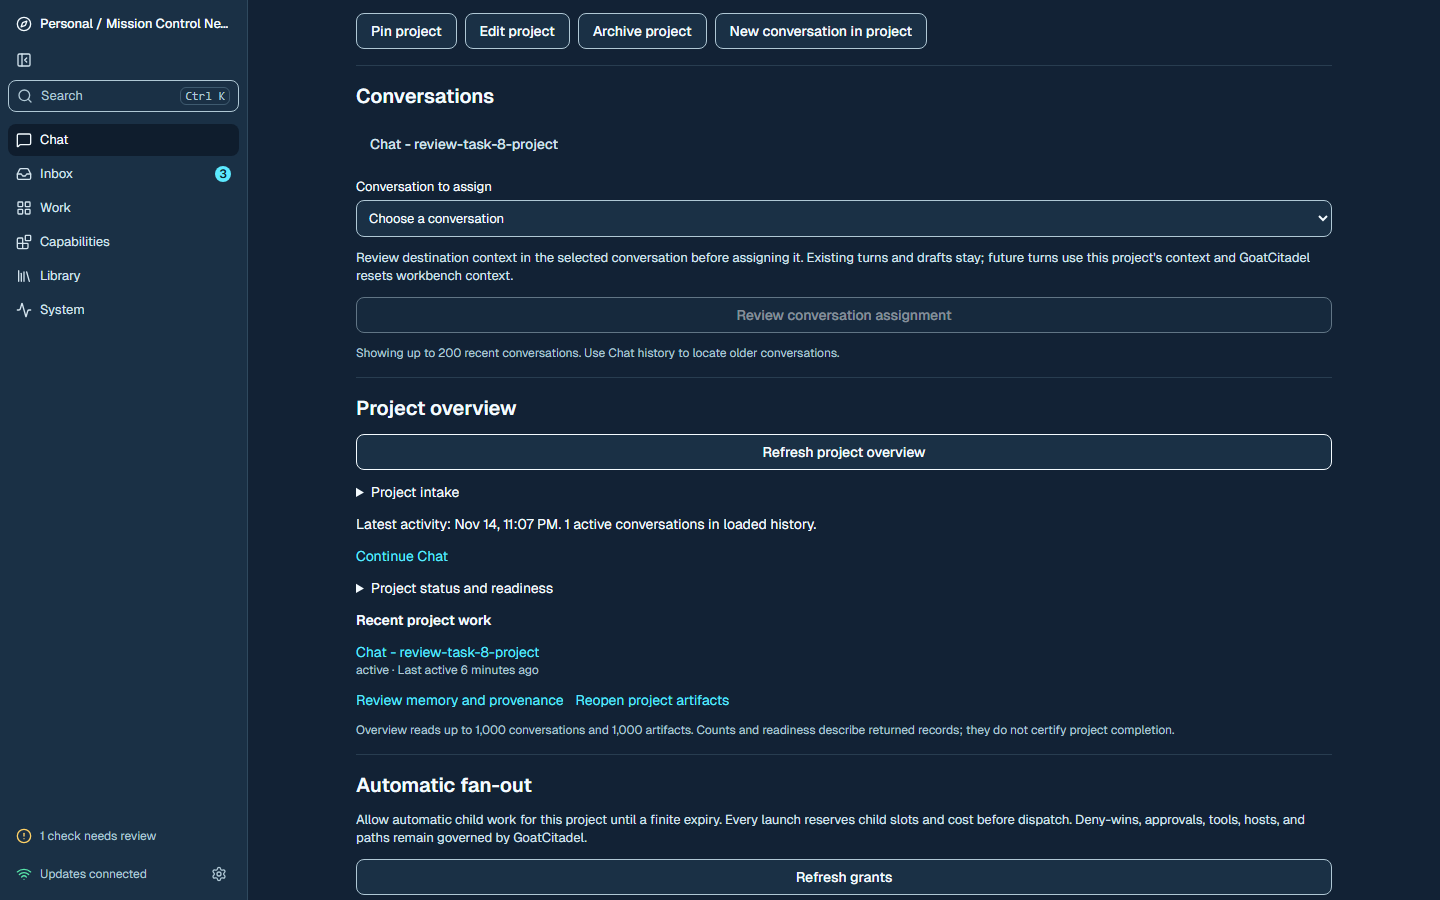 Personal / Mission Control Ne...
Search
Ctrl K
Chat
Inbox
3
Work
Capabilities
Library
System
1 check needs review
Updates connected
Pin project
Edit project
Archive project
New conversation in project
Conversations
Chat - review-task-8-project
Conversation to assign
Choose a conversation
Review destination context in the selected conversation before assigning it. Existing turns and drafts stay; future turns use this project's context and GoatCitadel
resets workbench context.
Review conversation assignment
Showing up to 200 recent conversations. Use Chat history to locate older conversations.
Project overview
Refresh project overview
Project intake
Latest activity: Nov 14, 11:07 PM. 1 active conversations in loaded history.
Continue Chat
Project status and readiness
Recent project work
Chat - review-task-8-project
active · Last active 6 minutes ago
Review memory and provenance
Reopen project artifacts
Overview reads up to 1,000 conversations and 1,000 artifacts. Counts and readiness describe returned records; they do not certify project completion.
Automatic fan-out
Allow automatic child work for this project until a finite expiry. Every launch reserves child slots and cost before dispatch. Deny-wins, approvals, tools, hosts, and
paths remain governed by GoatCitadel.
Refresh grants